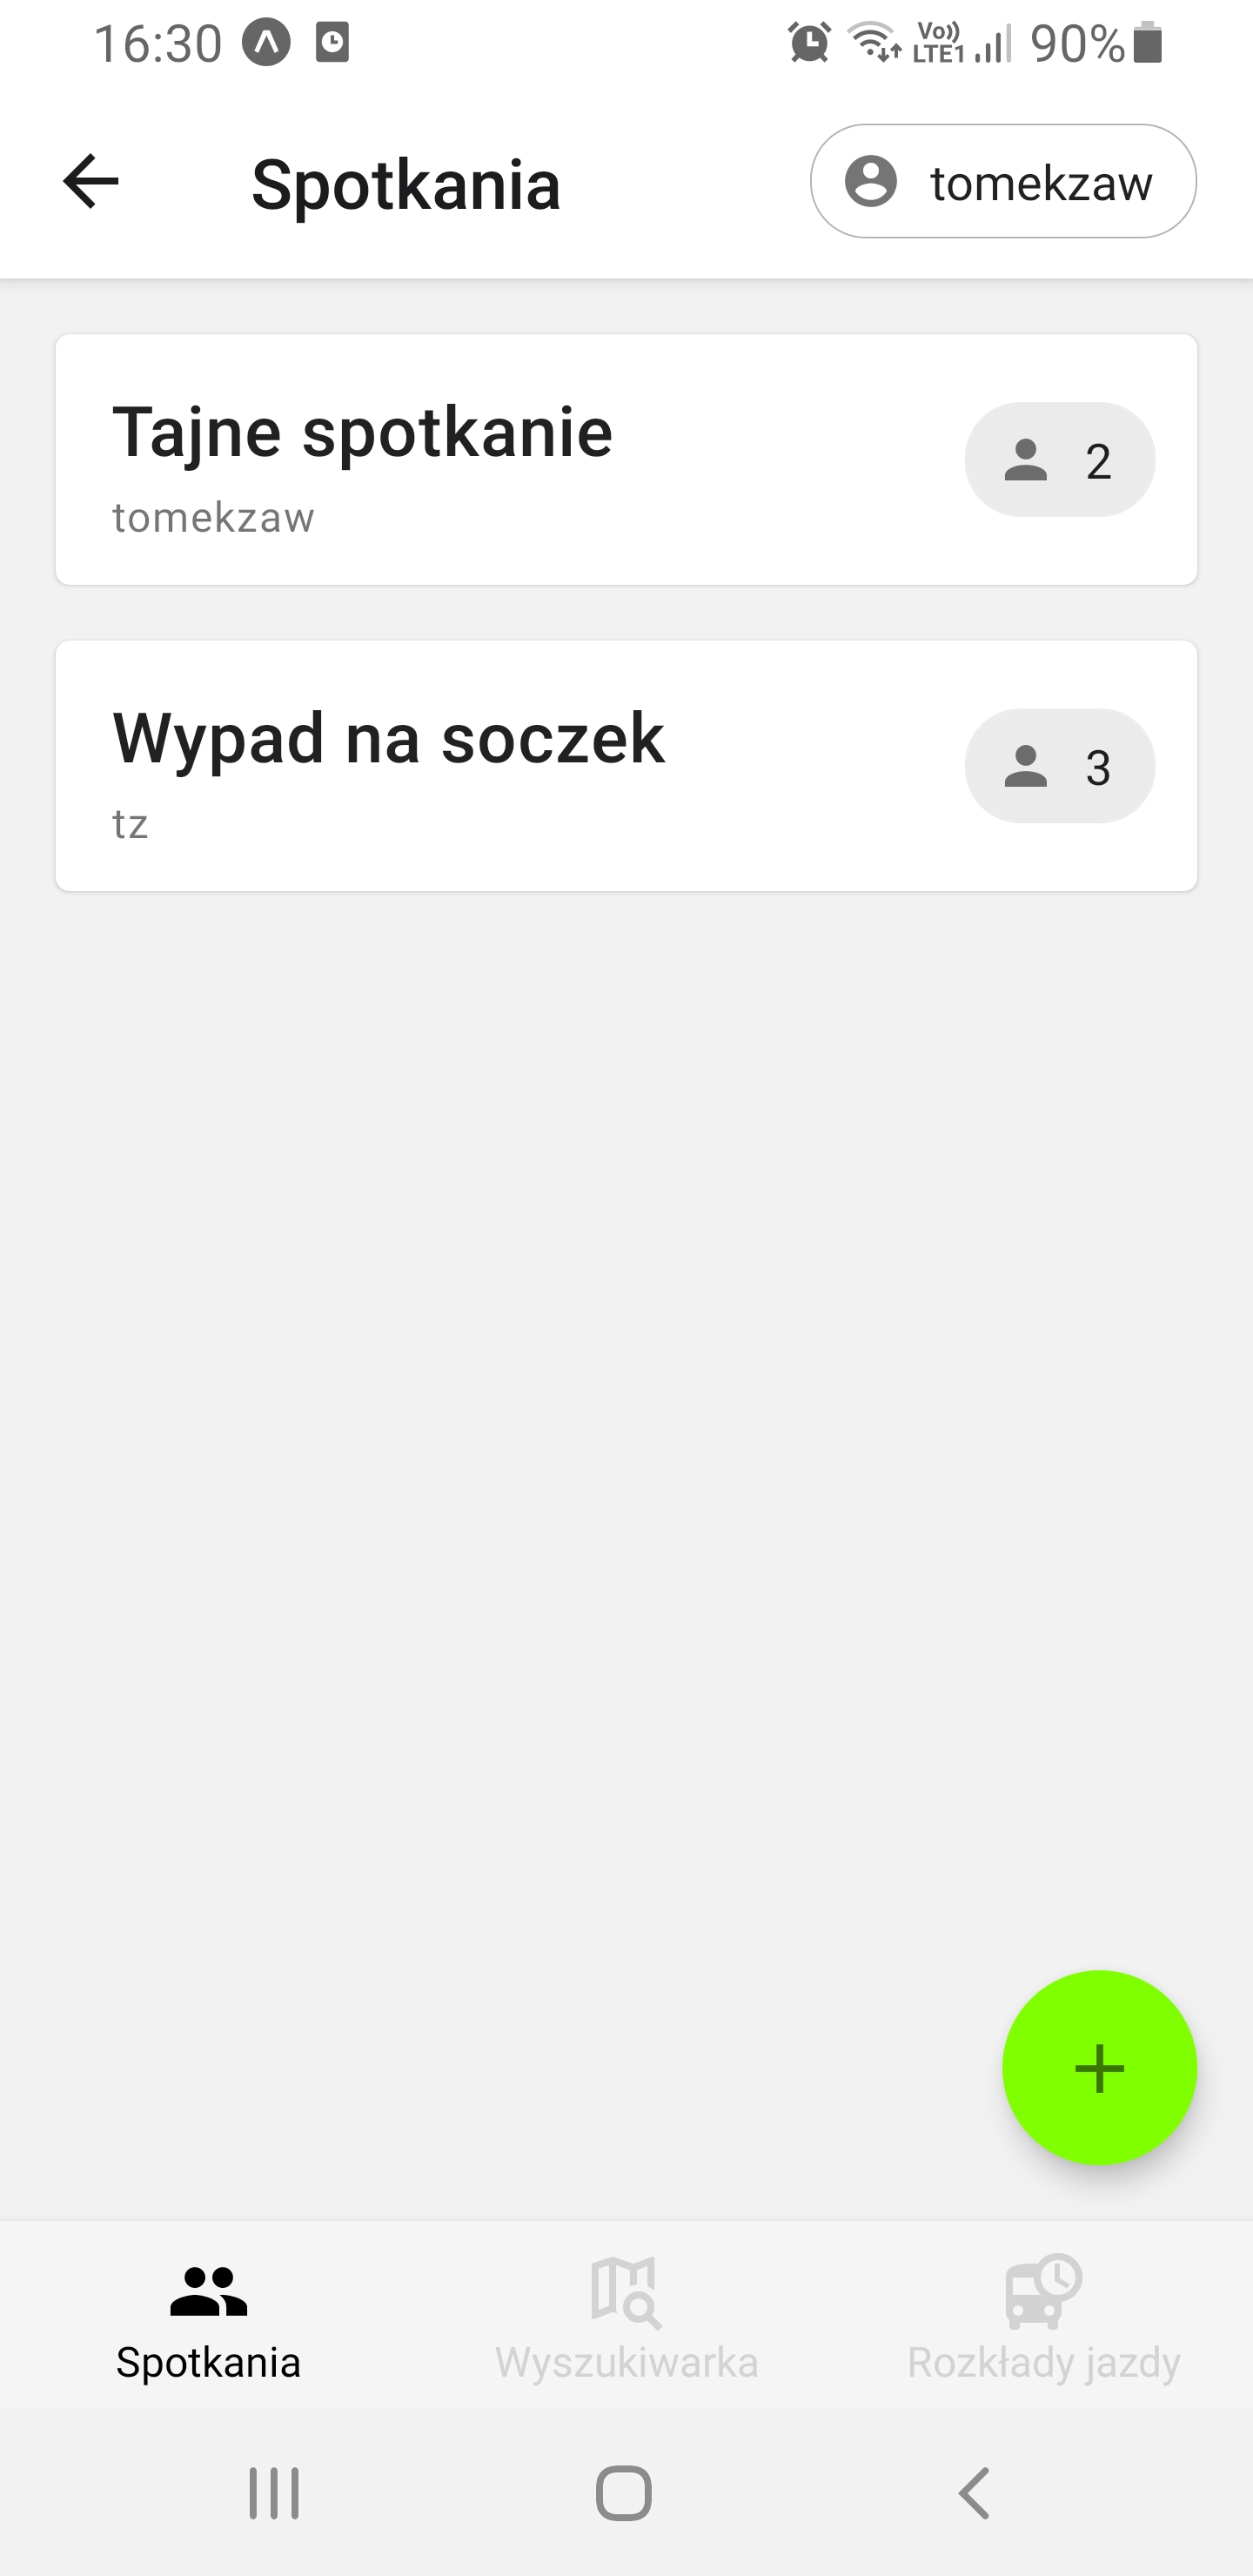 16:30 Vo)) LTE1 90%
Spotkania tomekzaw
Tajne spotkanie 2
tomekzaw
Wypad na soczek 3
tz
Spotkania Wyszukiwarka Rozkłady jazdy